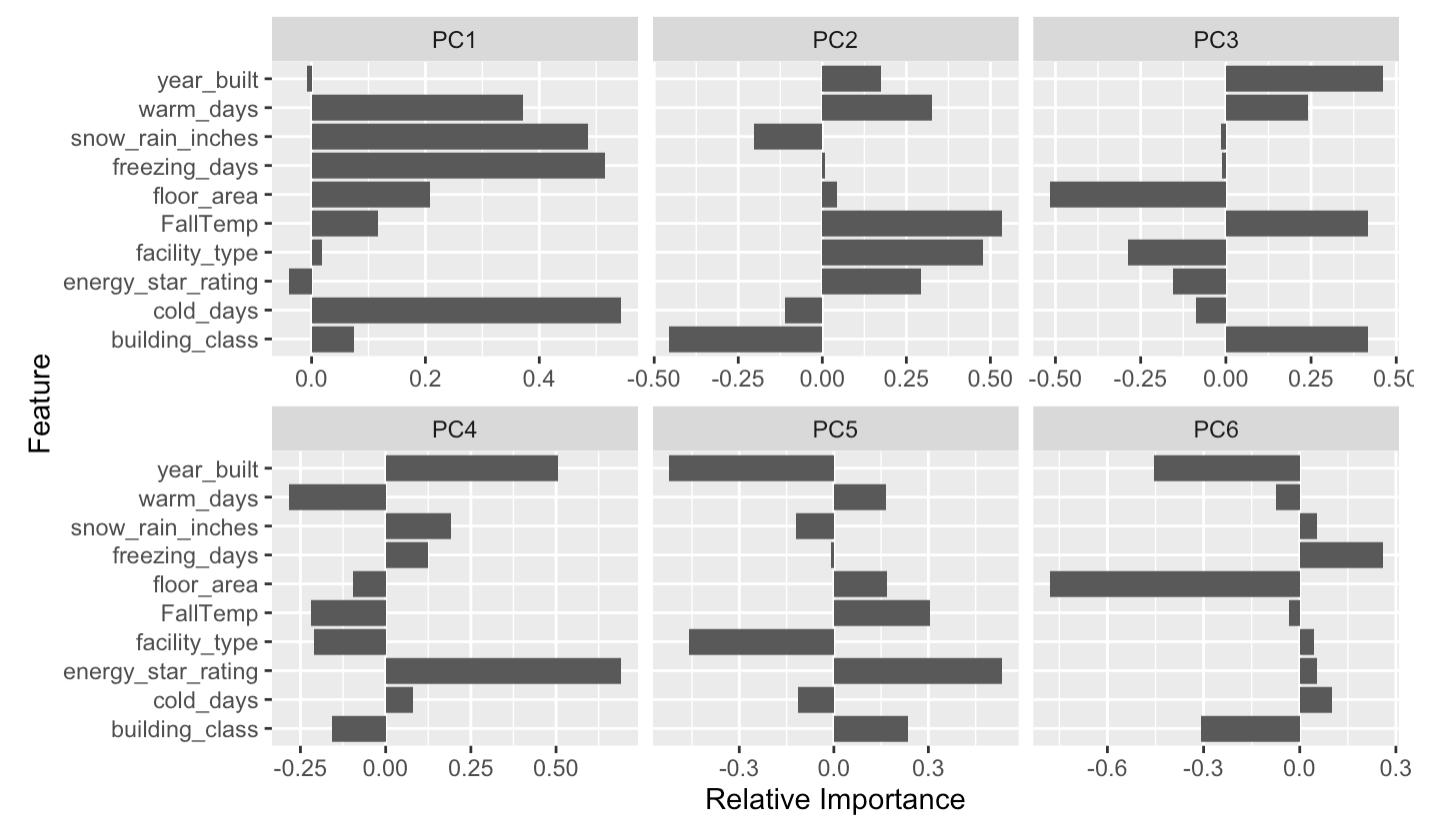 PC1 PC2 PC3
year_built
warm_days
snow_rain_inches
freezing_days
floor_area
FallTemp
facility_type
energy_star_rating
cold_days
building_class
0.0 0.2 0.4 -0.50 -0.25 0.00 0.25 0.50 -0.50 -0.25 0.00 0.25 0.50
Feature
PC4 PC5 PC6
year_built
warm_days
snow_rain_inches
freezing_days
floor_area
FallTemp
facility_type
energy_star_rating
cold_days
building_class
-0.25 0.00 0.25 0.50 -0.3 0.0 0.3 -0.6 -0.3 0.0 0.3
Relative Importance